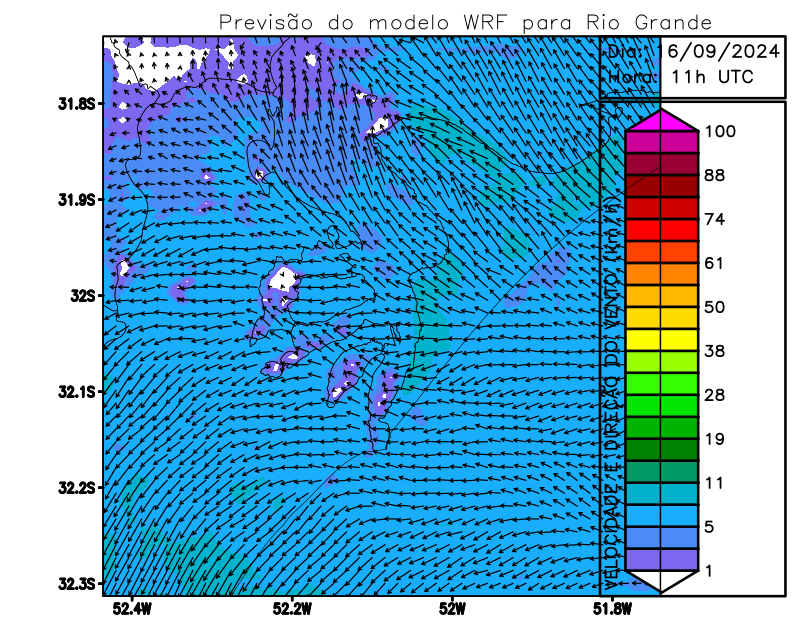 Previsão do modelo WRF para Rio Grande
Dia: 16/09/2024
Hora: 11h UTC
31.8S
31.9S
32S
32.1S
32.2S
32.3S
52.4W
52.2W
52W
51.8W
VELOCIDADE E DIREÇÃO DO VENTO (km/h)
100
88
74
61
50
38
28
19
11
5
1